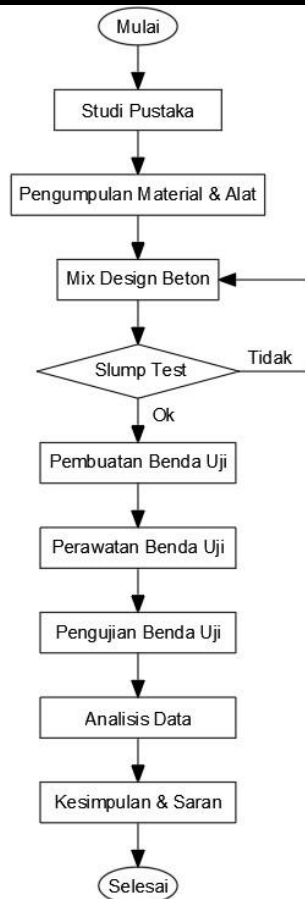 Mulai
Studi Pustaka
Pengumpulan Material & Alat
Mix Design Beton
Slump Test
Tidak
Ok
Pembuatan Benda Uji
Perawatan Benda Uji
Pengujian Benda Uji
Analisis Data
Kesimpulan & Saran
Selesai